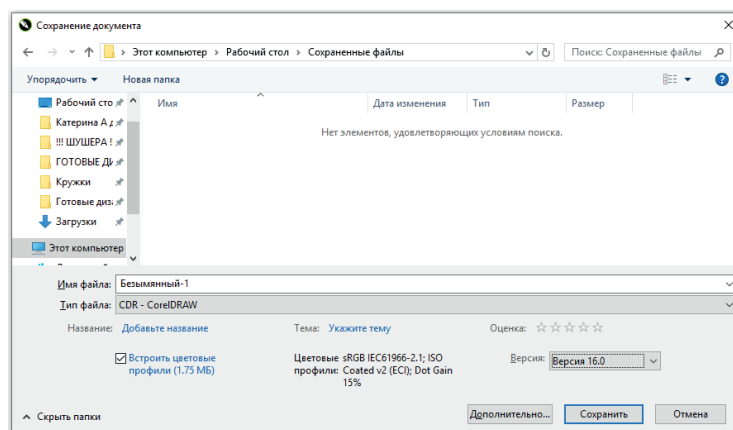 Сохранение документа
Этот компьютер > Рабочий стол > Сохраненные файлы
Поиск: Сохраненные файлы
Упорядочить
Новая папка
Рабочий сто
Имя
Дата изменения
Тип
Размер
Нет элементов, удовлетворяющих условиям поиска.
Катерина А д
!!! ШУШЕРА !
ГОТОВЫЕ ДИ
Кружки
Готовые диза
Загрузки
Этот компьютер
Имя файла: Безымянный-1
Тип файла: CDR - CorelDRAW
Название: Добавьте название
Тема: Укажите тему
Оценка:
Встроить цветовые
профили (1.75 МБ)
Цветовые профили: sRGB IEC61966-2.1; ISO
Coated v2 (ECI); Dot Gain
15%
Версия: Версия 16.0
Скрыть папки
Дополнительно...
Сохранить
Отмена